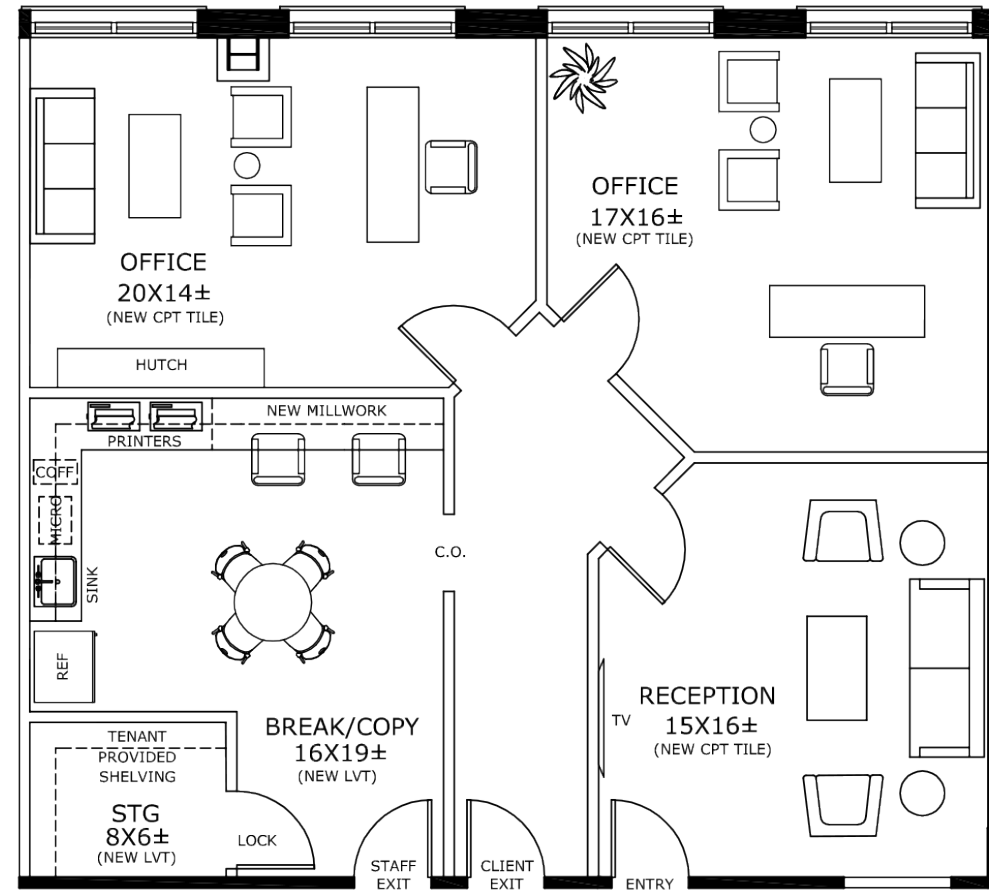 OFFICE
20X14±
(NEW CPT TILE)
HUTCH
OFFICE
17X16±
(NEW CPT TILE)
NEW MILLWORK
PRINTERS
COFF
MICRO
SINK
REF
C.O.
BREAK/COPY
16X19±
(NEW LVT)
TENANT
PROVIDED
SHELVING
STG
8X6±
(NEW LVT)
LOCK
STAFF
EXIT
CLIENT
EXIT
TV
RECEPTION
15X16±
(NEW CPT TILE)
ENTRY